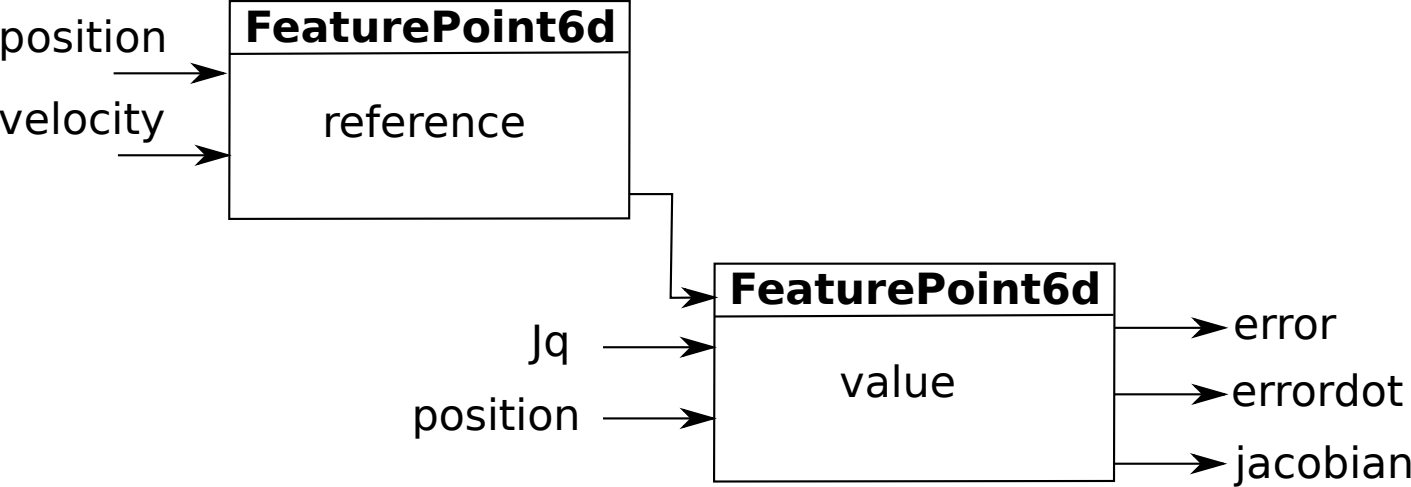 position
FeaturePoint6d
velocity
reference
FeaturePoint6d
Jq
position
value
error
errordot
jacobian